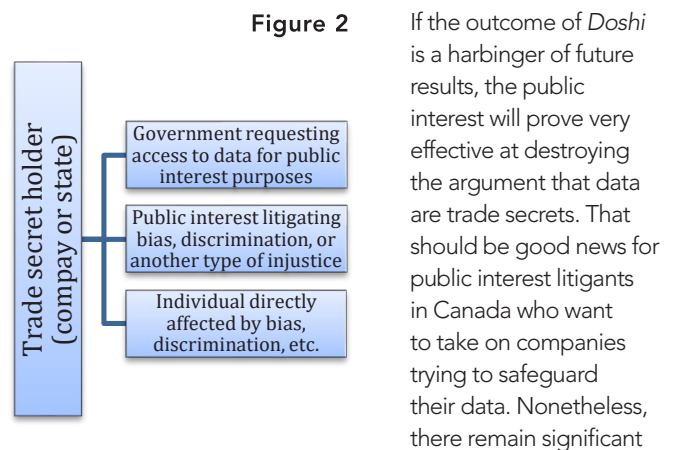 Figure 2
Trade secret holder
(compay or state)
Government requesting
access to data for public
interest purposes
Public interest litigating
bias, discrimination, or
another type of injustice
Individual directly
affected by bias,
discrimination, etc.
If the outcome of Doshi
is a harbinger of future
results, the public
interest will prove very
effective at destroying
the argument that data
are trade secrets. That
should be good news for
public interest litigants
in Canada who want
to take on companies
trying to safeguard
their data. Nonetheless,
there remain significant